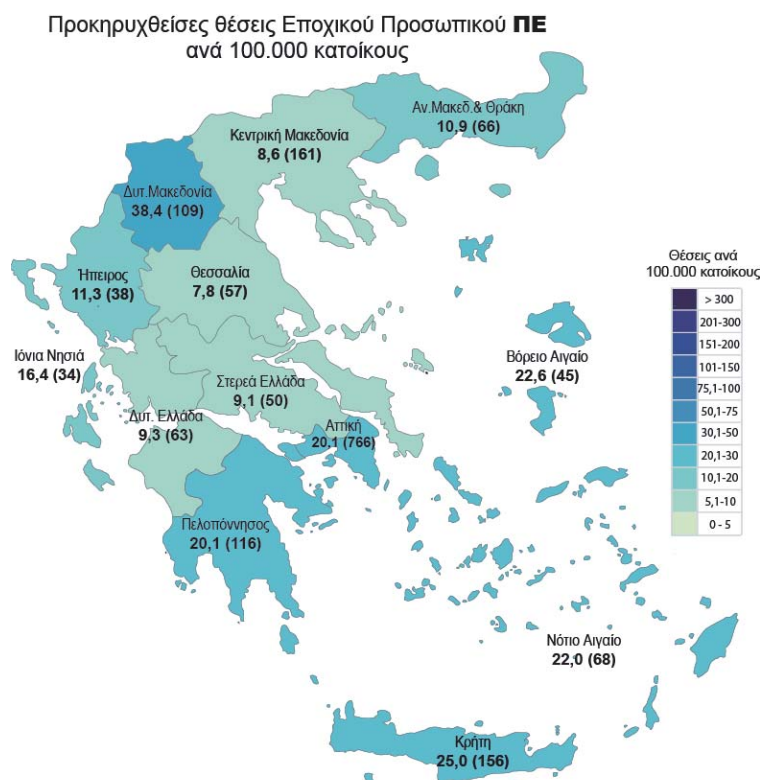 Προκηρυχθείσες θέσεις Εποχικού Προσωπικού ΠΕ
ανά 100.000 κατοίκους
Αν.Μακεδ.& Θράκη
10,9 (66)
Κεντρική Μακεδονία
8,6 (161)
Δυτ.Μακεδονία
38,4 (109)
Ήπειρος
11,3 (38)
Θεσσαλία
7,8 (57)
Ιόνια Νησιά
16,4 (34)
Στερεά Ελλάδα
9,1 (50)
Βόρειο Αιγαίο
22,6 (45)
Δυτ. Ελλάδα
9,3 (63)
Αττική
20,1 (766)
Πελοπόννησος
20,1 (116)
Νότιο Αιγαίο
22,0 (68)
Κρήτη
25,0 (156)
Θέσεις ανά
100.000 κατοίκους
> 300
201-300
151-200
101-150
75,1-100
50,1-75
30,1-50
20,1-30
10,1-20
5,1-10
0 - 5